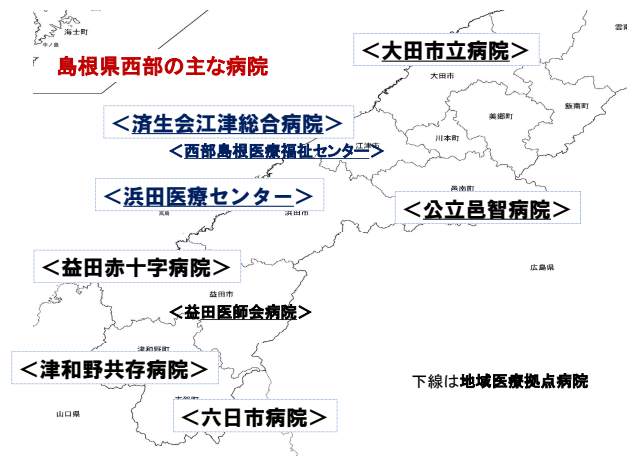 海士町
中ノ島
雲南
島根県西部の主な病院
＜大田市立病院＞
大田市
飯南町
美郷町
＜済生会江津総合病院＞
川本町
江津市
＜西部島根医療福祉センター＞
邑南町
＜浜田医療センター＞
浜田市
＜公立邑智病院＞
＜益田赤十字病院＞
広島県
益田市
＜益田医師会病院＞
津和野町
＜津和野共存病院＞
下線は地域医療拠点病院
山口県
＜六日市病院＞